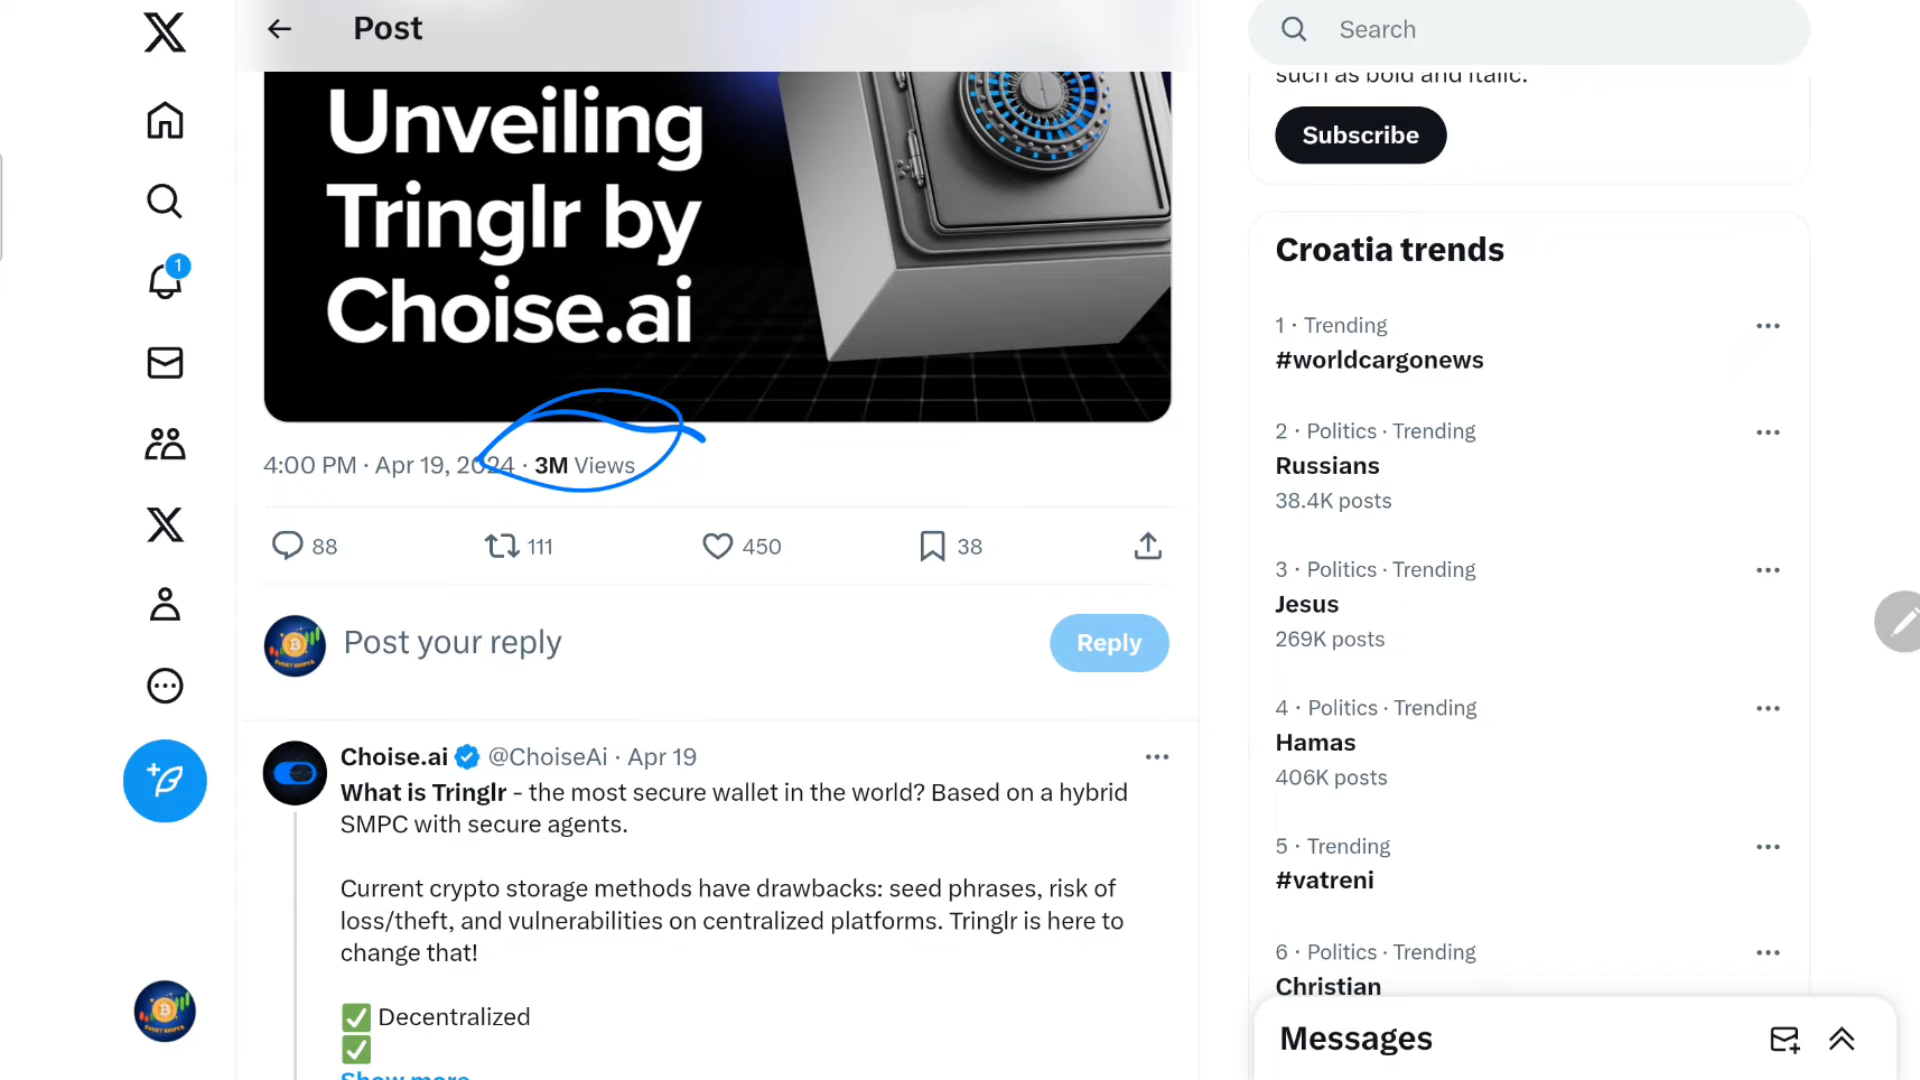 Post
Unveiling
Tringlr by
Choise.ai
4:00 PM · Apr 19, 2024 · 3M Views
88
111
450
38
Post your reply
Reply
Choise.ai @ChoiseAi · Apr 19
What is Tringlr - the most secure wallet in the world? Based on a hybrid
SMPC with secure agents.
Current crypto storage methods have drawbacks: seed phrases, risk of
loss/theft, and vulnerabilities on centralized platforms. Tringlr is here to
change that!
✅ Decentralized
✅
Show more
1
Search
such as bold and italic.
Subscribe
Croatia trends
1 · Trending
#worldcargonews
2 · Politics · Trending
Russians
38.4K posts
3 · Politics · Trending
Jesus
269K posts
4 · Politics · Trending
Hamas
406K posts
5 · Trending
#vatreni
6 · Politics · Trending
Christian
Messages